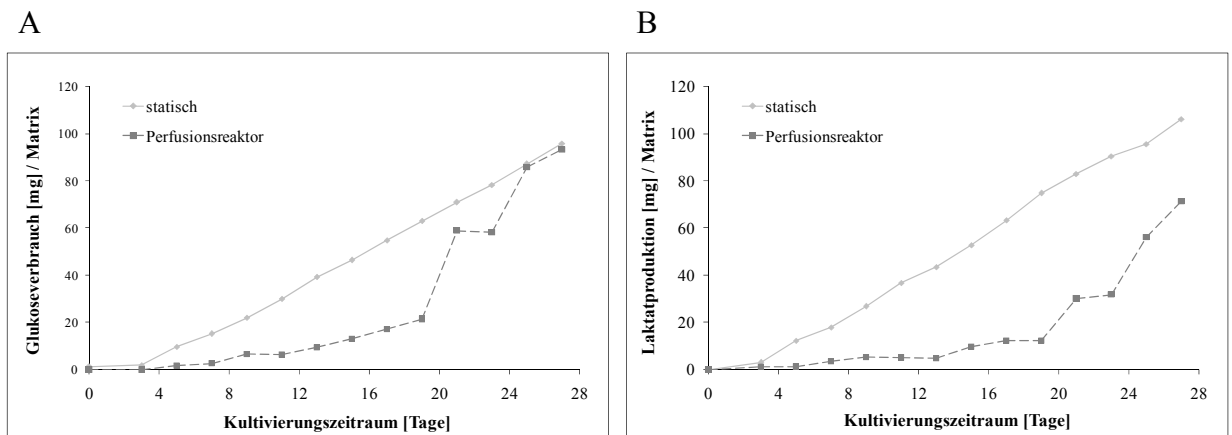 A
Glukoseverbrauch [mg] / Matrix
120
100
80
60
40
20
0
statisch
Perfusionsreaktor
0 4 8 12 16 20 24 28
Kultivierungszeitraum [Tage]
B
Laktatproduktion [mg] / Matrix
120
100
80
60
40
20
0
statisch
Perfusionsreaktor
0 4 8 12 16 20 24 28
Kultivierungszeitraum [Tage]